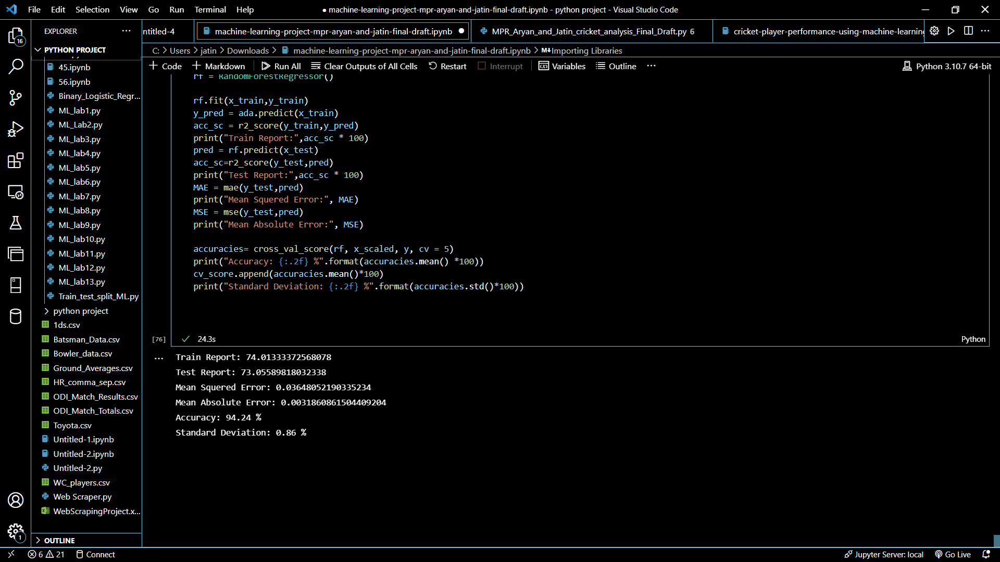 File Edit Selection View Go Run Terminal Help
● machine-learning-project-mpr-aryan-and-jatin-final-draft.ipynb - python project - Visual Studio Code
EXPLORER
ntitled-4
machine-learning-project-mpr-aryan-and-jatin-final-draft.ipynb
MPR_Aryan_and_Jatin_cricket_analysis_Final_Draft.py 6
cricket-player-performance-using-machine-learning
16
PYTHON PROJECT
45.ipynb
56.ipynb
Binary_Logistic_Regr...
ML_lab1.py
ML_Lab2.py
ML_lab3.py
ML_lab4.py
ML_lab5.py
ML_lab6.py
ML_lab7.py
ML_lab8.py
ML_lab9.py
ML_lab10.py
ML_lab11.py
ML_lab12.py
ML_lab13.py
Train_test_split_ML.py
python project
1ds.csv
Batsman_Data.csv
Bowler_data.csv
Ground_Averages.csv
HR_comma_sep.csv
ODI_Match_Results.csv
ODI_Match_Totals.csv
Toyota.csv
Untitled-1.ipynb
Untitled-2.ipynb
Untitled-2.py
WC_players.csv
Web Scraper.py
WebScrapingProject.x...
OUTLINE
1
C: > Users > jatin > Downloads > machine-learning-project-mpr-aryan-and-jatin-final-draft.ipynb > M↓Importing Libraries
+ Code + Markdown Run All Clear Outputs of All Cells Restart Interrupt Variables Outline ... Python 3.10.7 64-bit
rf = RandomForestRegressor()
rf.fit(x_train,y_train)
y_pred = ada.predict(x_train)
acc_sc = r2_score(y_train,y_pred)
print("Train Report:",acc_sc * 100)
pred = rf.predict(x_test)
acc_sc=r2_score(y_test,pred)
print("Test Report:",acc_sc * 100)
MAE = mae(y_test,pred)
print("Mean Squered Error:", MAE)
MSE = mse(y_test,pred)
print("Mean Absolute Error:", MSE)
accuracies= cross_val_score(rf, x_scaled, y, cv = 5)
print("Accuracy: {:.2f} %".format(accuracies.mean() *100))
cv_score.append(accuracies.mean()*100)
print("Standard Deviation: {:.2f} %".format(accuracies.std()*100))
[76] ✓ 24.3s
Python
... Train Report: 74.01333372568078
Test Report: 73.05589818032338
Mean Squered Error: 0.03648052190335234
Mean Absolute Error: 0.0031860861504409204
Accuracy: 94.24 %
Standard Deviation: 0.86 %
6 21 Connect
Jupyter Server: local Go Live